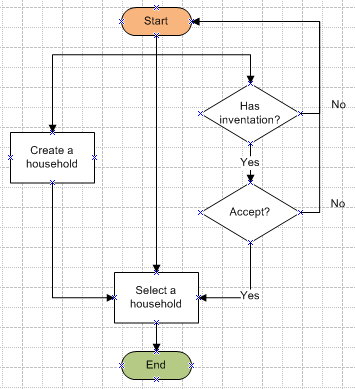 Start
Has
inventation?
No
Create a
household
Yes
Accept?
No
Select a
household
Yes
End